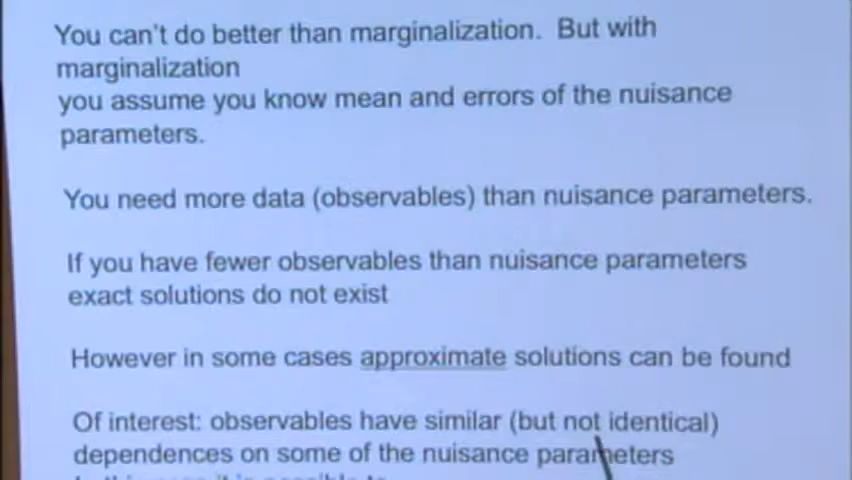 You can't do better than marginalization. But with
marginalization
you assume you know mean and errors of the nuisance
parameters.
You need more data (observables) than nuisance parameters.
If you have fewer observables than nuisance parameters
exact solutions do not exist
However in some cases approximate solutions can be found
Of interest: observables have similar (but not identical)
dependences on some of the nuisance parameters